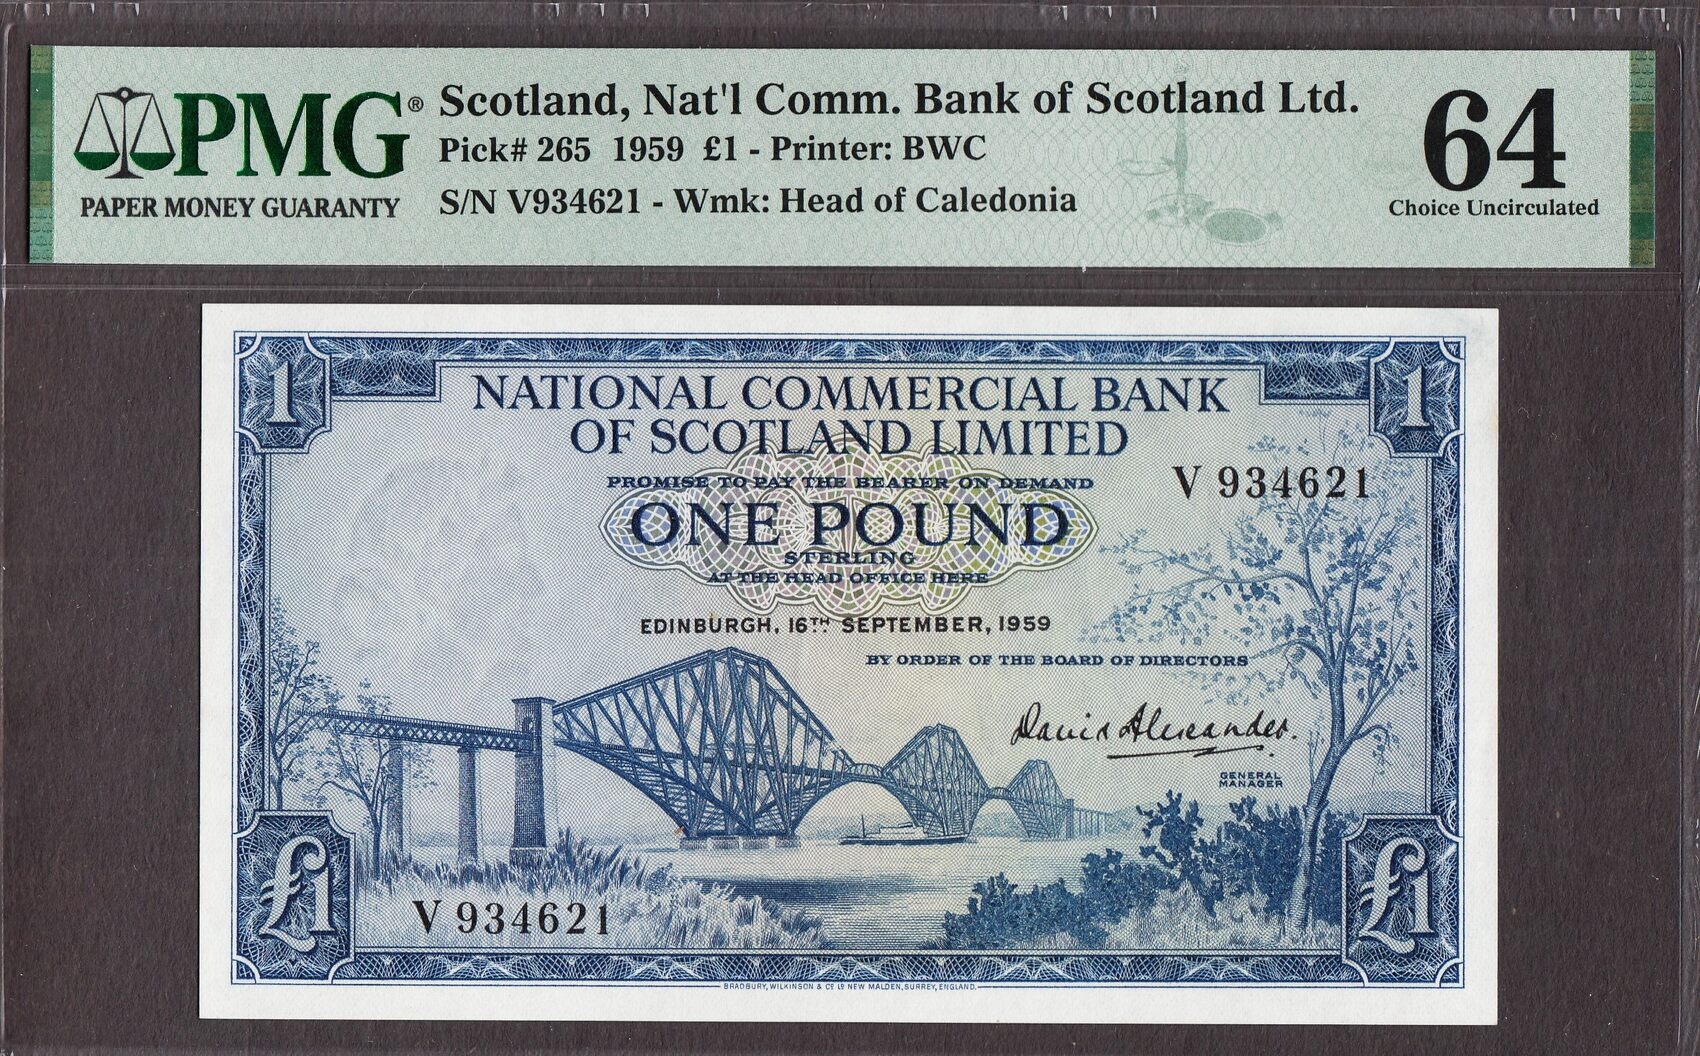 PMG®
PAPER MONEY GUARANTY
Scotland, Nat'l Comm. Bank of Scotland Ltd.
Pick# 265 1959 £1 - Printer: BWC
S/N V934621 - Wmk: Head of Caledonia
64
Choice Uncirculated
1
1
NATIONAL COMMERCIAL BANK
OF SCOTLAND LIMITED
PROMISE TO PAY THE BEARER ON DEMAND
V 934621
ONE POUND
STERLING
AT THE HEAD OFFICE HERE
EDINBURGH, 16TH SEPTEMBER, 1959
BY ORDER OF THE BOARD OF DIRECTORS
David Alexander.
GENERAL
MANAGER
£1
£1
V 934621
BRADBURY, WILKINSON & Co. Ld. NEW MALDEN, SURREY, ENGLAND.